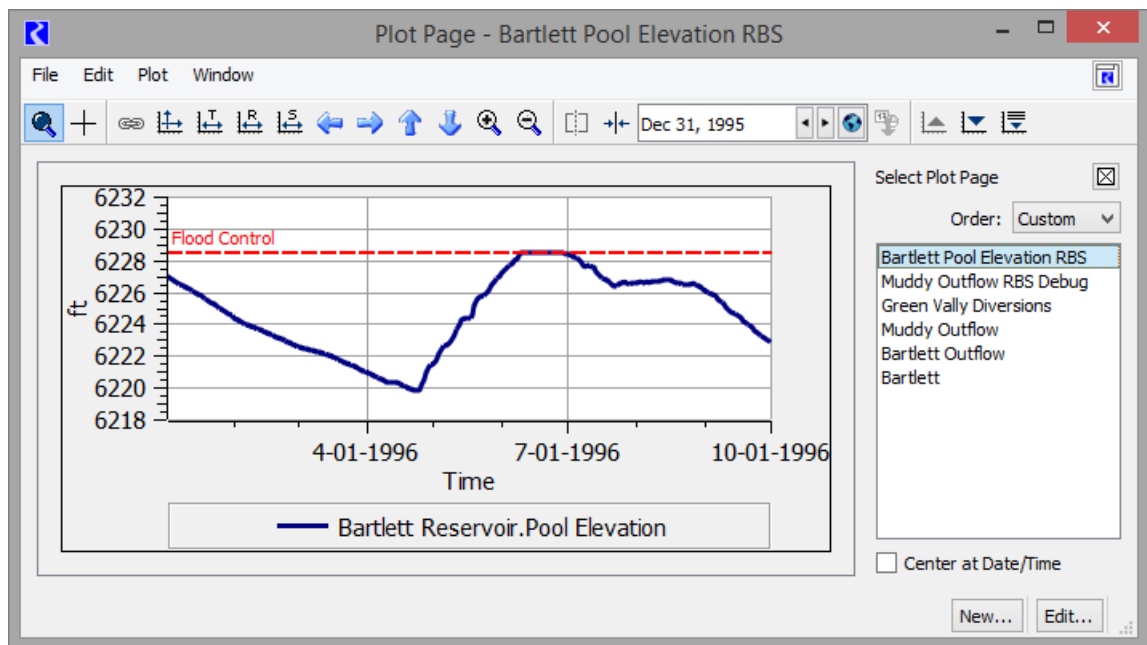 Plot Page - Bartlett Pool Elevation RBS
File Edit Plot Window
T R S Dec 31, 1995
Select Plot Page
Order: Custom
Bartlett Pool Elevation RBS
Muddy Outflow RBS Debug
Green Vally Diversions
Muddy Outflow
Bartlett Outflow
Bartlett
6232
6230
Flood Control
6228
6226
ft
6224
6222
6220
6218
4-01-1996 7-01-1996 10-01-1996
Time
Bartlett Reservoir.Pool Elevation
Center at Date/Time
New... Edit...